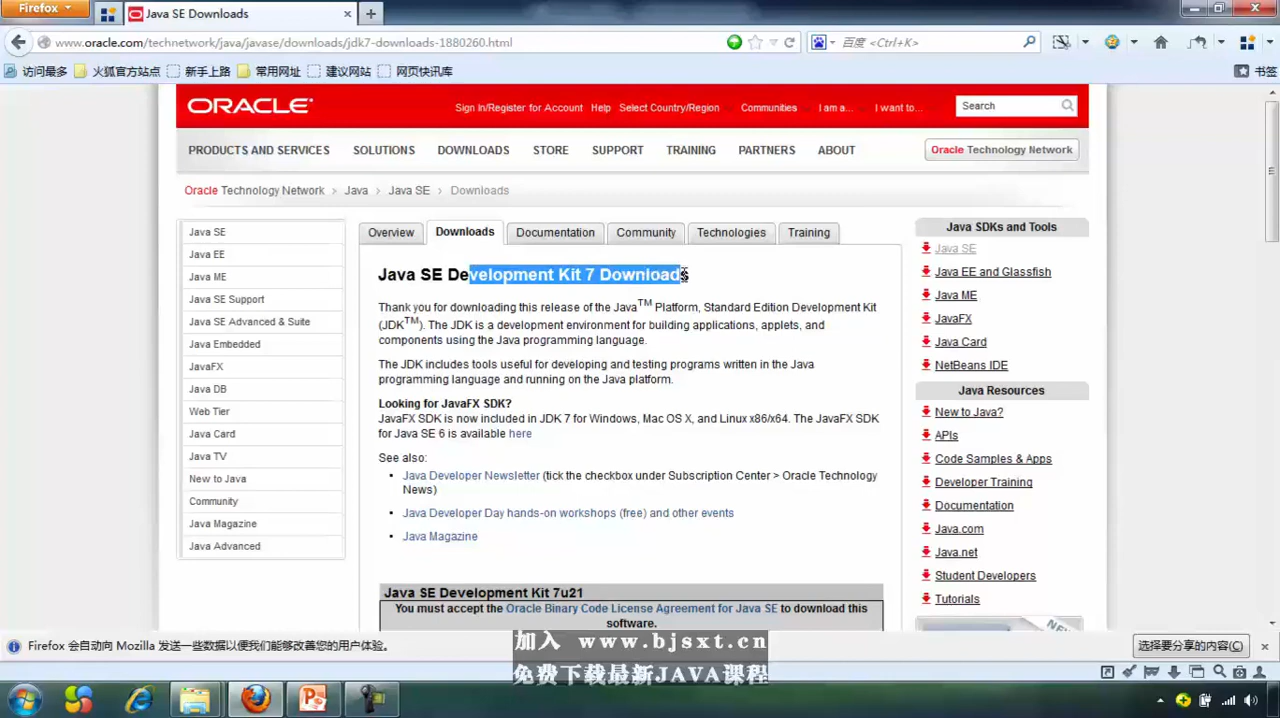 Firefox
Java SE Downloads
www.oracle.com/technetwork/java/javase/downloads/jdk7-downloads-1880260.html
百度 <Ctrl+K>
访问最多
火狐官方站点
新手上路
常用网址
建议网站
网页快讯库
书签
ORACLE
Sign In/Register for Account
Help
Select Country/Region
Communities
I am a...
I want to...
Search
PRODUCTS AND SERVICES
SOLUTIONS
DOWNLOADS
STORE
SUPPORT
TRAINING
PARTNERS
ABOUT
Oracle Technology Network
Oracle Technology Network > Java > Java SE > Downloads
Java SE
Java EE
Java ME
Java SE Support
Java SE Advanced & Suite
Java Embedded
JavaFX
Java DB
Web Tier
Java Card
Java TV
New to Java
Community
Java Magazine
Java Advanced
Overview
Downloads
Documentation
Community
Technologies
Training
Java SE Development Kit 7 Downloads
Thank you for downloading this release of the Java™ Platform, Standard Edition Development Kit
(JDK™). The JDK is a development environment for building applications, applets, and
components using the Java programming language.
The JDK includes tools useful for developing and testing programs written in the Java
programming language and running on the Java platform.
Looking for JavaFX SDK?
JavaFX SDK is now included in JDK 7 for Windows, Mac OS X, and Linux x86/x64. The JavaFX SDK
for Java SE 6 is available here
See also:
• Java Developer Newsletter (tick the checkbox under Subscription Center > Oracle Technology
News)
• Java Developer Day hands-on workshops (free) and other events
• Java Magazine
Java SE Development Kit 7u21
You must accept the Oracle Binary Code License Agreement for Java SE to download this
software.
Java SDKs and Tools
Java SE
Java EE and Glassfish
Java ME
JavaFX
Java Card
NetBeans IDE
Java Resources
New to Java?
APIs
Code Samples & Apps
Developer Training
Documentation
Java.com
Java.net
Student Developers
Tutorials
NEW
Firefox 会自动向 Mozilla 发送一些数据以便我们能够改善您的用户体验。
选择要分享的内容(C)
加入 www.bjsxt.cn
免费下载最新JAVA课程